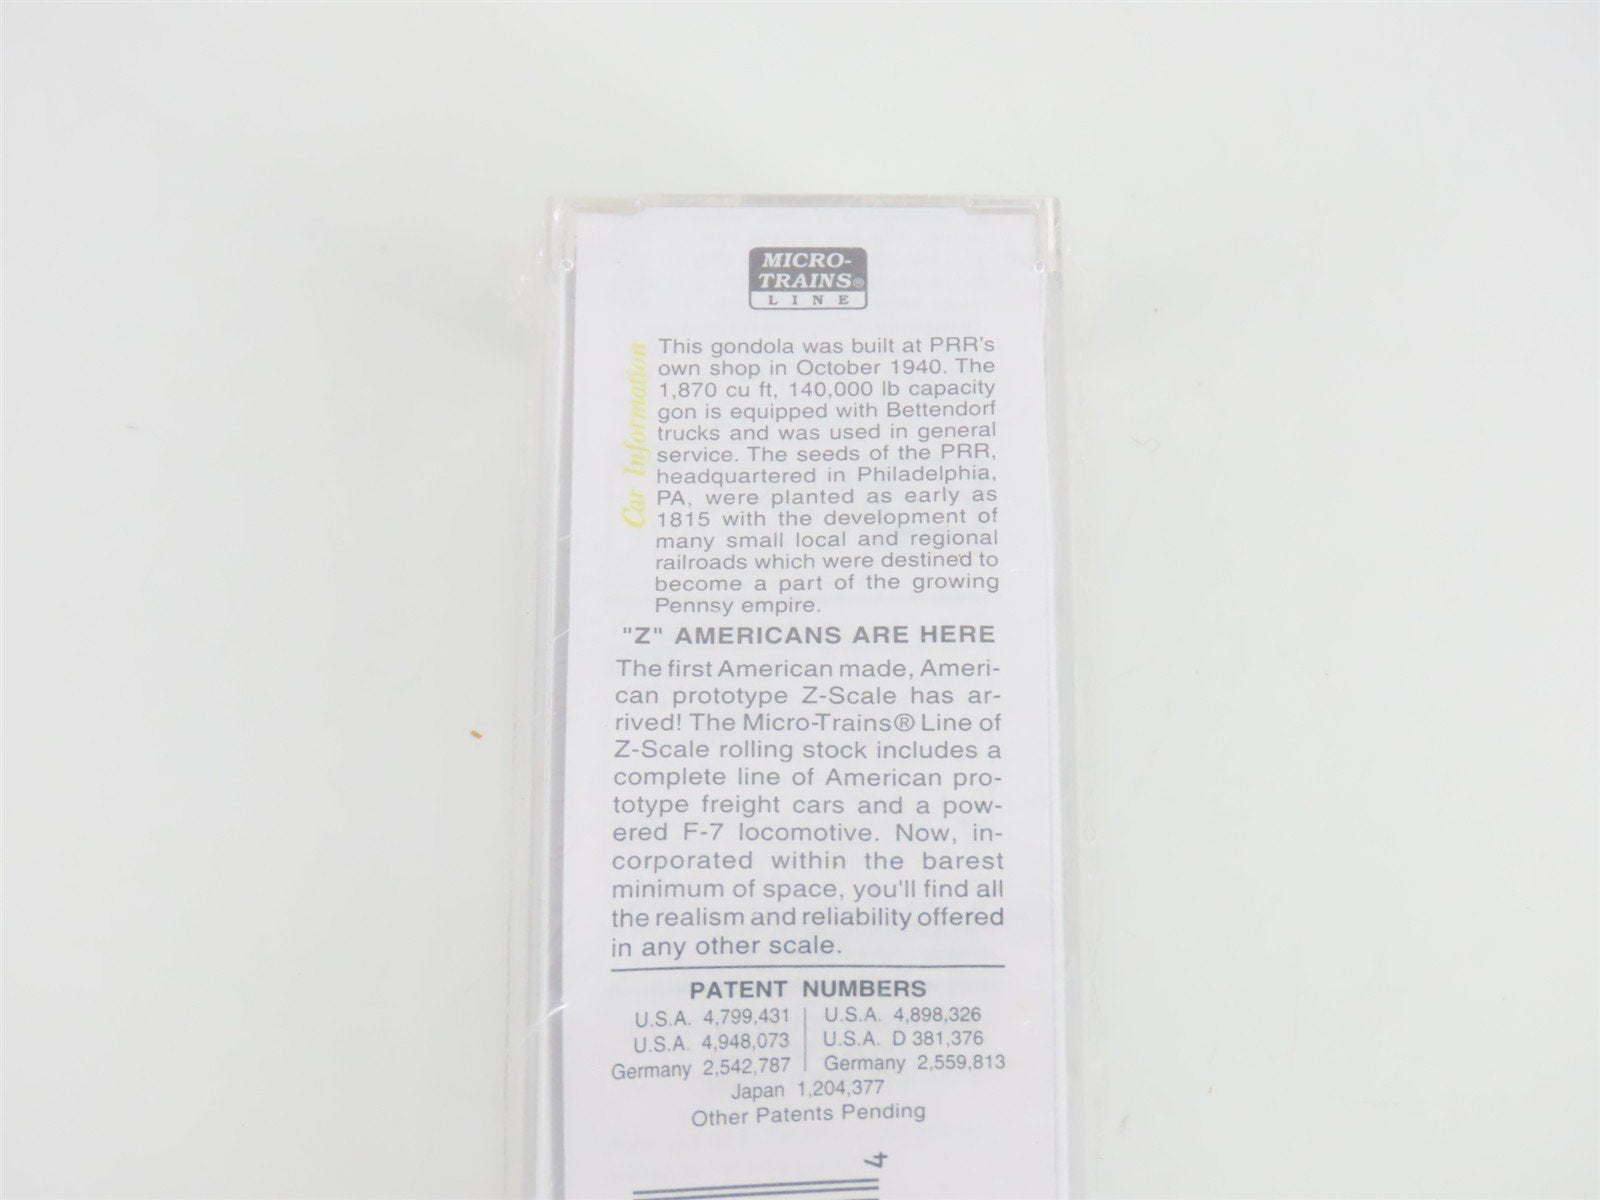 MICRO-
TRAINS®
LINE
Car Information
This gondola was built at PRR's
own shop in October 1940. The
1,870 cu ft, 140,000 lb capacity
gon is equipped with Bettendorf
trucks and was used in general
service. The seeds of the PRR,
headquartered in Philadelphia,
PA, were planted as early as
1815 with the development of
many small local and regional
railroads which were destined to
become a part of the growing
Pennsy empire.
"Z" AMERICANS ARE HERE
The first American made, Ameri-
can prototype Z-Scale has ar-
rived! The Micro-Trains® Line of
Z-Scale rolling stock includes a
complete line of American pro-
totype freight cars and a pow-
ered F-7 locomotive. Now, in-
corporated within the barest
minimum of space, you'll find all
the realism and reliability offered
in any other scale.
PATENT NUMBERS
U.S.A. 4,799,431 U.S.A. 4,898,326
U.S.A. 4,948,073 U.S.A. D 381,376
Germany 2,542,787 Germany 2,559,813
Japan 1,204,377
Other Patents Pending
4